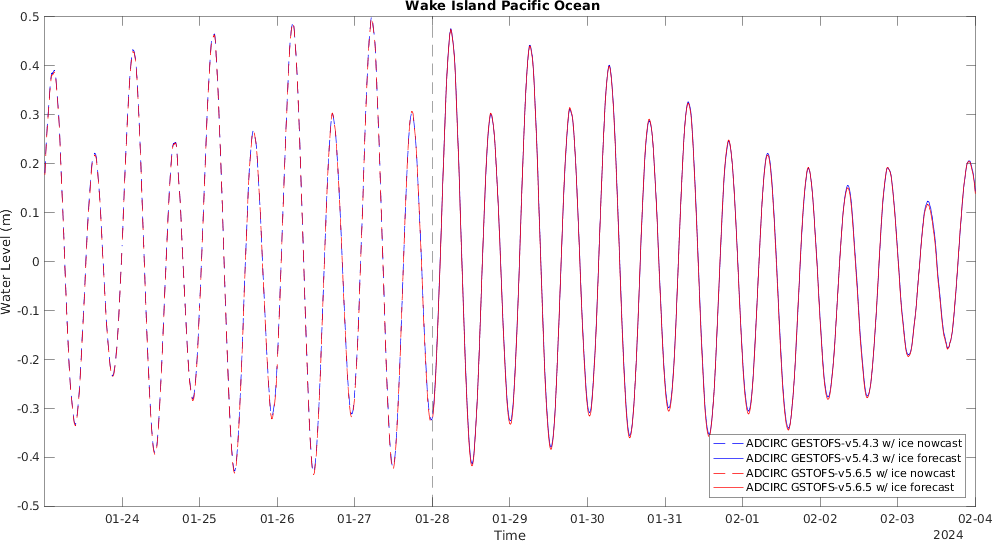 Wake Island Pacific Ocean
0.5
0.4
0.3
0.2
0.1
0
-0.1
-0.2
-0.3
-0.4
-0.5
Water Level (m)
ADCIRC GESTOFS-v5.4.3 w/ ice nowcast
ADCIRC GESTOFS-v5.4.3 w/ ice forecast
ADCIRC GSTOFS-v5.6.5 w/ ice nowcast
ADCIRC GSTOFS-v5.6.5 w/ ice forecast
01-24 01-25 01-26 01-27 01-28 01-29 01-30 01-31 02-01 02-02 02-03 02-04
Time
2024